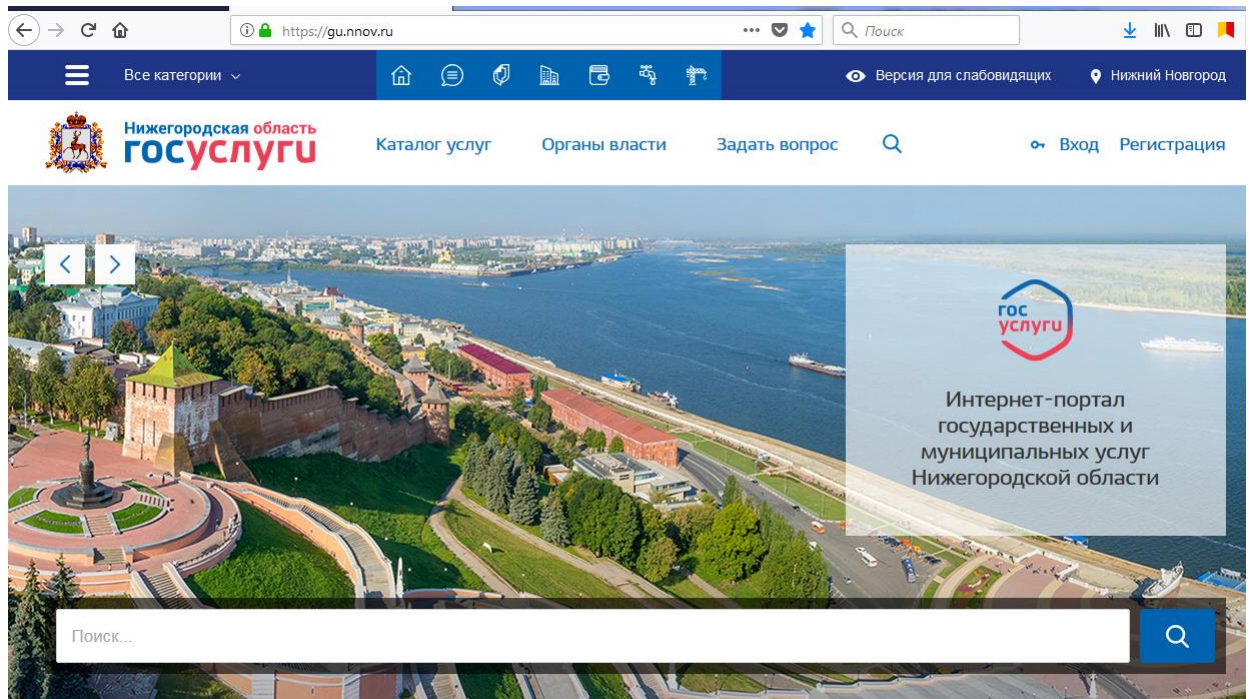 https://gu.nnov.ru
Поиск
Все категории
Версия для слабовидящих
Нижний Новгород
Нижегородская область
госуслуги
Каталог услуг
Органы власти
Задать вопрос
Вход
Регистрация
гос
услуги
Интернет-портал
государственных и
муниципальных услуг
Нижегородской области
Поиск...